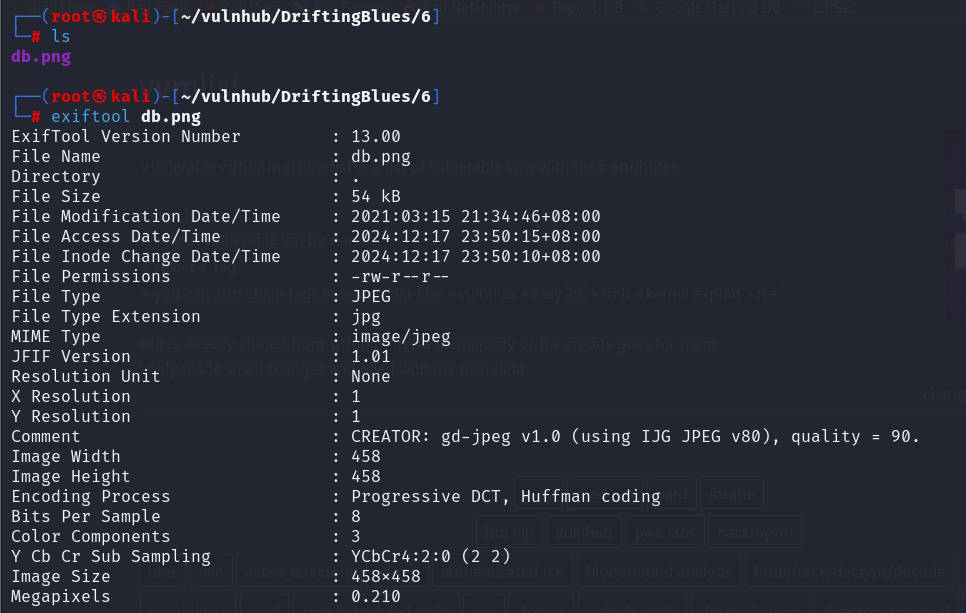 ┌──(root㉿kali)-[~/vulnhub/DriftingBlues/6]
└─# ls
db.png
┌──(root㉿kali)-[~/vulnhub/DriftingBlues/6]
└─# exiftool db.png
ExifTool Version Number : 13.00
File Name : db.png
Directory : .
File Size : 54 kB
File Modification Date/Time : 2021:03:15 21:34:46+08:00
File Access Date/Time : 2024:12:17 23:50:15+08:00
File Inode Change Date/Time : 2024:12:17 23:50:10+08:00
File Permissions : -rw-r--r--
File Type : JPEG
File Type Extension : jpg
MIME Type : image/jpeg
JFIF Version : 1.01
Resolution Unit : None
X Resolution : 1
Y Resolution : 1
Comment : CREATOR: gd-jpeg v1.0 (using IJG JPEG v80), quality = 90.
Image Width : 458
Image Height : 458
Encoding Process : Progressive DCT, Huffman coding
Bits Per Sample : 8
Color Components : 3
Y Cb Cr Sub Sampling : YCbCr4:2:0 (2 2)
Image Size : 458×458
Megapixels : 0.210